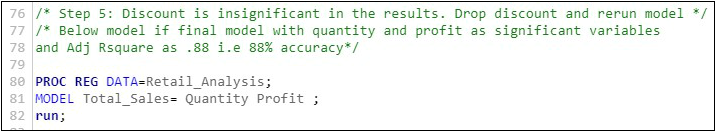 76 /* Step 5: Discount is insignificant in the results. Drop discount and rerun model */
77 /* Below model if final model with quantity and profit as significant variables
78 and Adj Rsquare as .88 i.e 88% accuracy*/
79
80 PROC REG DATA=Retail_Analysis;
81 MODEL Total_Sales= Quantity Profit ;
82 run;